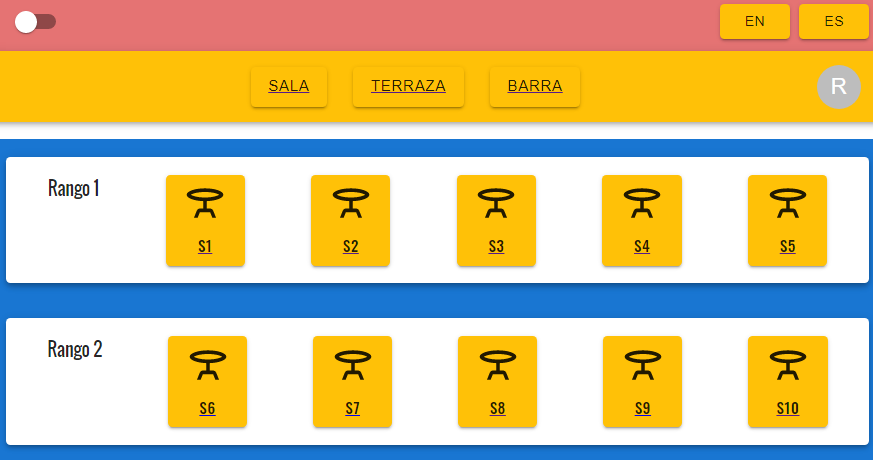 EN ES
SALA TERRAZA BARRA R
Rango 1
S1 S2 S3 S4 S5
Rango 2
S6 S7 S8 S9 S10